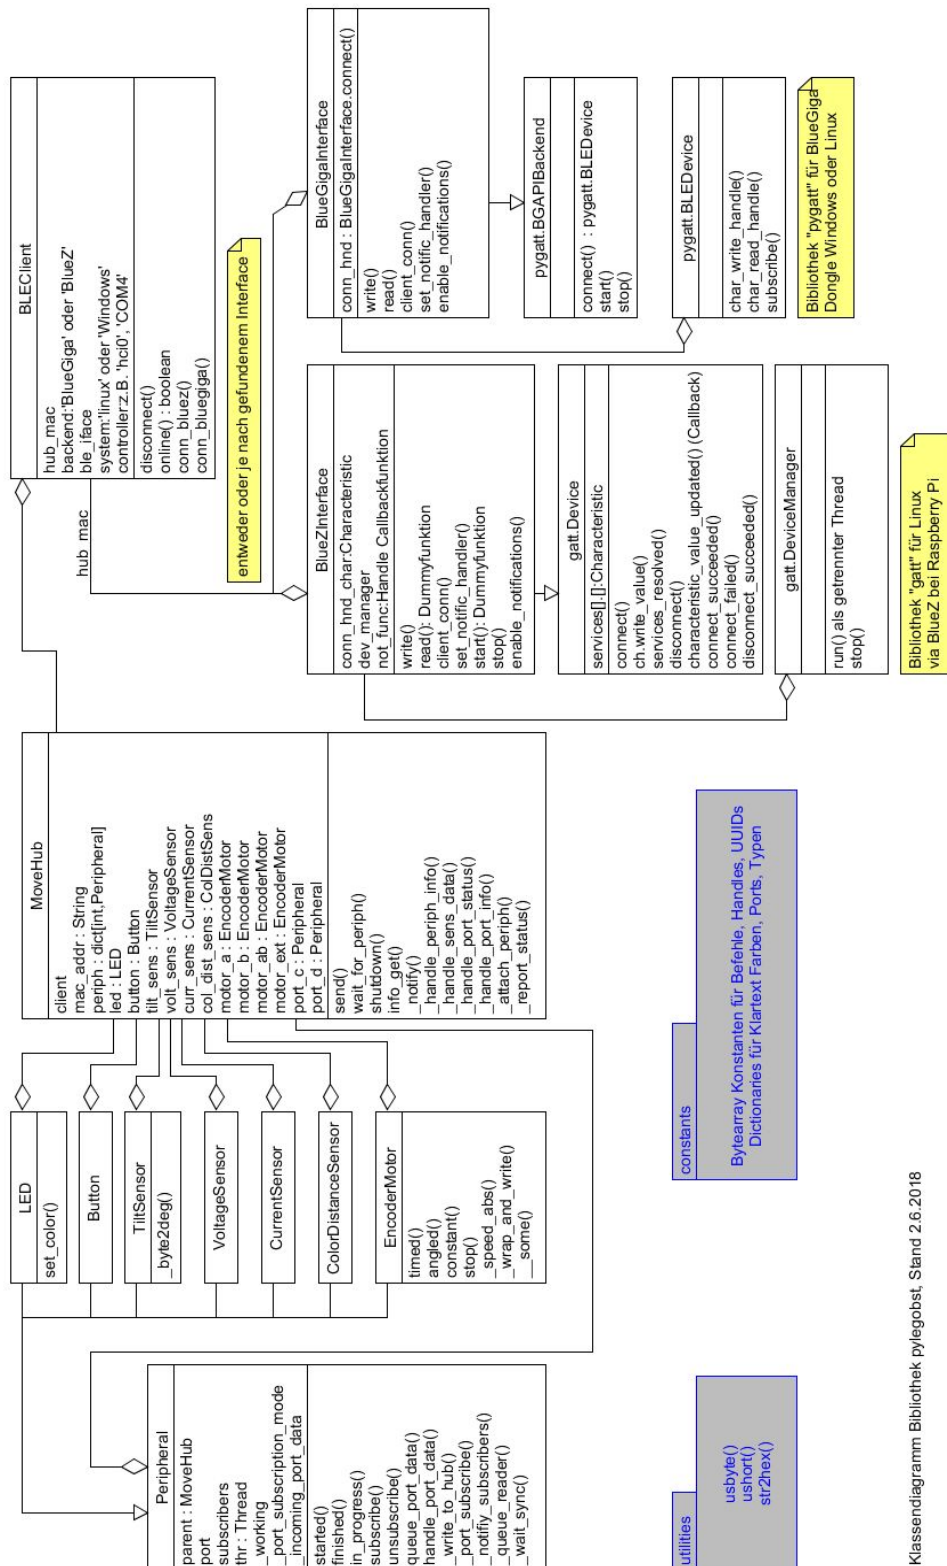 Peripheral
parent : MoveHub
port
subscribers
thr : Thread
_working
_port_subscription_mode
_incoming_port_data
started()
finished()
in_progress()
subscribe()
unsubscribe()
queue_port_data()
handle_port_data()
_write_to_hub()
_port_subscribe()
_notifiy_subscribers()
_queue_reader()
_wait_sync()
LED
set_color()
Button
TiltSensor
_byte2deg()
VoltageSensor
CurrentSensor
ColorDistanceSensor
EncoderMotor
timed()
angled()
constant()
stop()
_speed_abs()
_wrap_and_write()
__some()
MoveHub
client
mac_addr : String
periph : dict[int,Peripheral]
led : LED
button : Button
tilt_sens : TiltSensor
volt_sens : VoltageSensor
curr_sens : CurrentSensor
col_dist_sens : ColDistSens
motor_a : EncoderMotor
motor_b : EncoderMotor
motor_ab : EncoderMotor
motor_ext : EncoderMotor
port_c : Peripheral
port_d : Peripheral
send()
wait_for_periph()
shutdown()
info_get()
_notify()
_handle_periph_info()
_handle_sens_data()
_handle_port_status()
_handle_port_info()
_attach_periph()
_report_status()
BLEClient
hub_mac
backend:'BlueGiga' oder 'BlueZ'
ble_iface
system:'linux' oder 'Windows'
controller:z.B. 'hci0', 'COM4'
disconnect()
online() : boolean
conn_bluez()
conn_bluegiga()
hub_mac
entweder oder je nach gefundenem Interface
BlueZInterface
conn_hnd_char:Characteristic
dev_manager
not_func:Handle Callbackfunktion
write()
read(): Dummyfunktion
client_conn()
set_notific_handler()
start(): Dummyfunktion
stop()
enable_notifications()
BlueGigaInterface
conn_hnd : BlueGigaInterface.connect()
write()
read()
client_conn()
set_notific_handler()
enable_notifications()
gatt.Device
services[].[]:Characteristic
connect()
ch.write_value()
services_resolved()
disconnect()
characteristic_value_updated() (Callback)
connect_succeeded()
connect_failed()
disconnect_succeeded()
pygatt.BGAPIBackend
connect() : pygatt.BLEDevice
start()
stop()
pygatt.BLEDevice
char_write_handle()
char_read_handle()
subscribe()
gatt.DeviceManager
run() als getrennter Thread
stop()
Bibliothek "pygatt" für BlueGiga
Dongle Windows oder Linux
Bibliothek "gatt" für Linux
via BlueZ bei Raspberry Pi
utilities
usbyte()
ushort()
str2hex()
constants
Bytearray Konstanten für Befehle, Handles, UUIDs
Dictionaries für Klartext Farben, Ports, Typen
Klassendiagramm Bibliothek pylegobst, Stand 2.6.2018